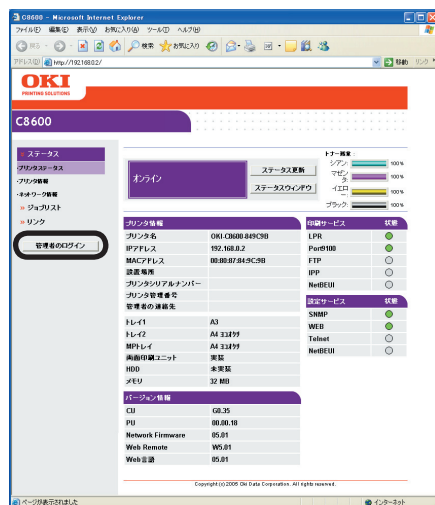 C8600 - Microsoft Internet Explorer
ファイル(F) 編集(E) 表示(V) お気に入り(A) ツール(T) ヘルプ(H)
戻る 検索 お気に入り
アドレス(D) http://192.168.0.2/ 移動 リンク
OKI
PRINTING SOLUTIONS
C8600
ステータス
・プリンタステータス
・プリンタ情報
・ネットワーク情報
ジョブリスト
リンク
管理者のログイン
オンライン
ステータス更新
ステータスウィンドウ
トナー残量 :
シアン: 100%
マゼンタ: 100%
イエロー: 100%
ブラック: 100%
プリンタ情報
プリンタ名 OKI-C8600-849C9B
IPアドレス 192.168.0.2
MACアドレス 00:80:87:84:9C:9B
設置場所
プリンタシリアルナンバー
プリンタ管理番号
管理者の連絡先
トレイ1 A3
トレイ2 A4 ヨコオクリ
MPトレイ A4 ヨコオクリ
両面印刷ユニット 実装
HDD 未実装
メモリ 32 MB
バージョン情報
CU G0.35
PU 00.00.18
Network Firmware 05.01
Web Remote W5.01
Web言語 05.01
印刷サービス 状態
LPR
Port9100
FTP
IPP
NetBEUI
設定サービス 状態
SNMP
WEB
Telnet
NetBEUI
Copyright (c) 2005 Oki Data Corporation. All rights reserved.
ページが表示されました インターネット